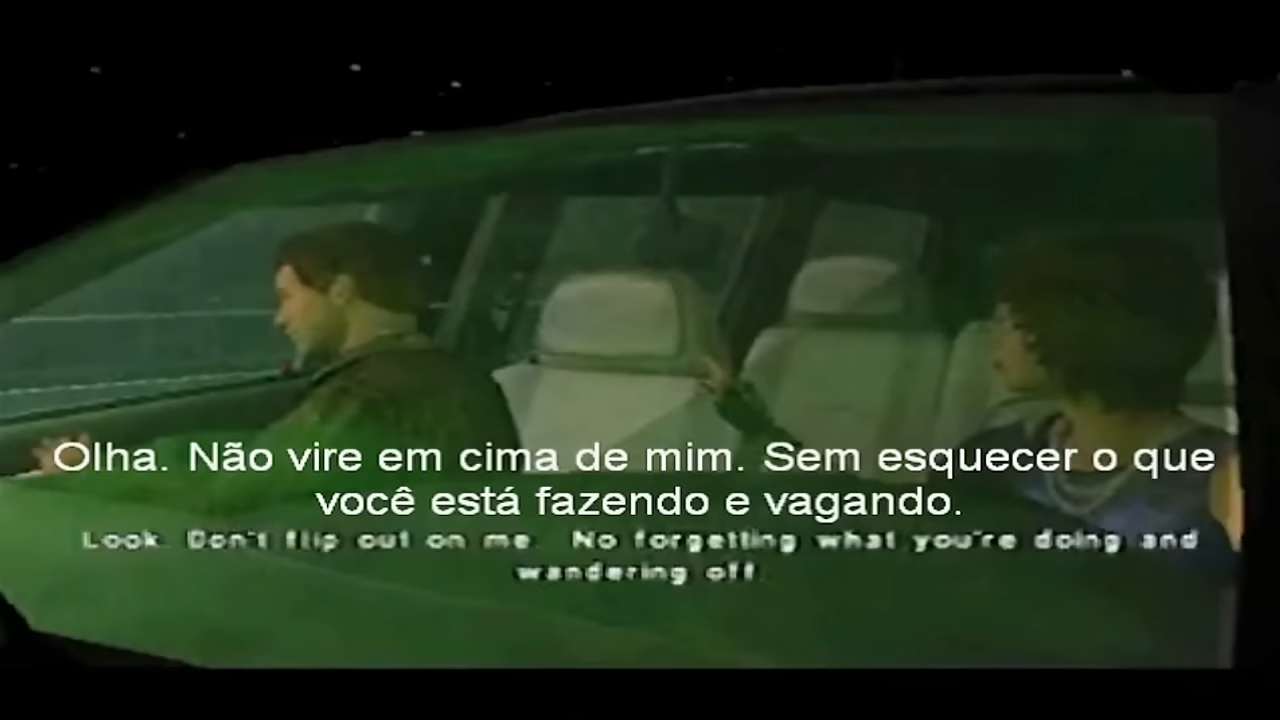 Olha. Não vire em cima de mim. Sem esquecer o que
você está fazendo e vagando.
Look. Don't flip out on me. No forgetting what you're doing and
wandering off.